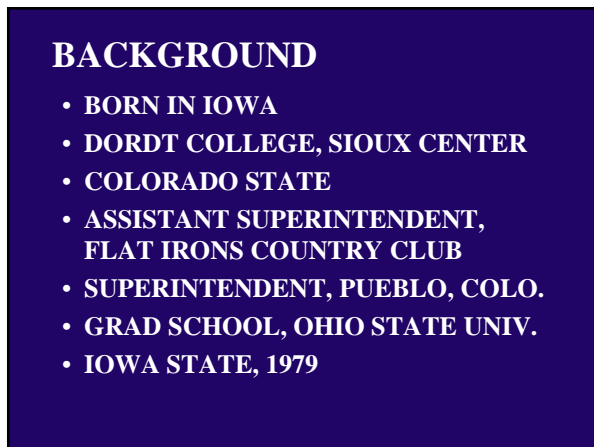 BACKGROUND
• BORN IN IOWA
• DORDT COLLEGE, SIOUX CENTER
• COLORADO STATE
• ASSISTANT SUPERINTENDENT,
FLAT IRONS COUNTRY CLUB
• SUPERINTENDENT, PUEBLO, COLO.
• GRAD SCHOOL, OHIO STATE UNIV.
• IOWA STATE, 1979